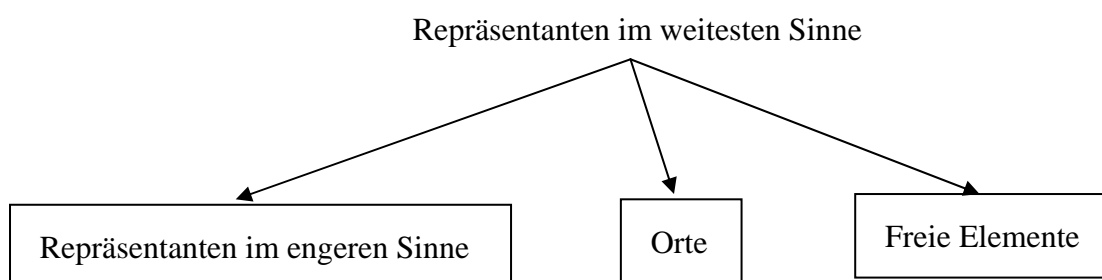 Repräsentanten im weitesten Sinne
Repräsentanten im engeren Sinne
Orte
Freie Elemente